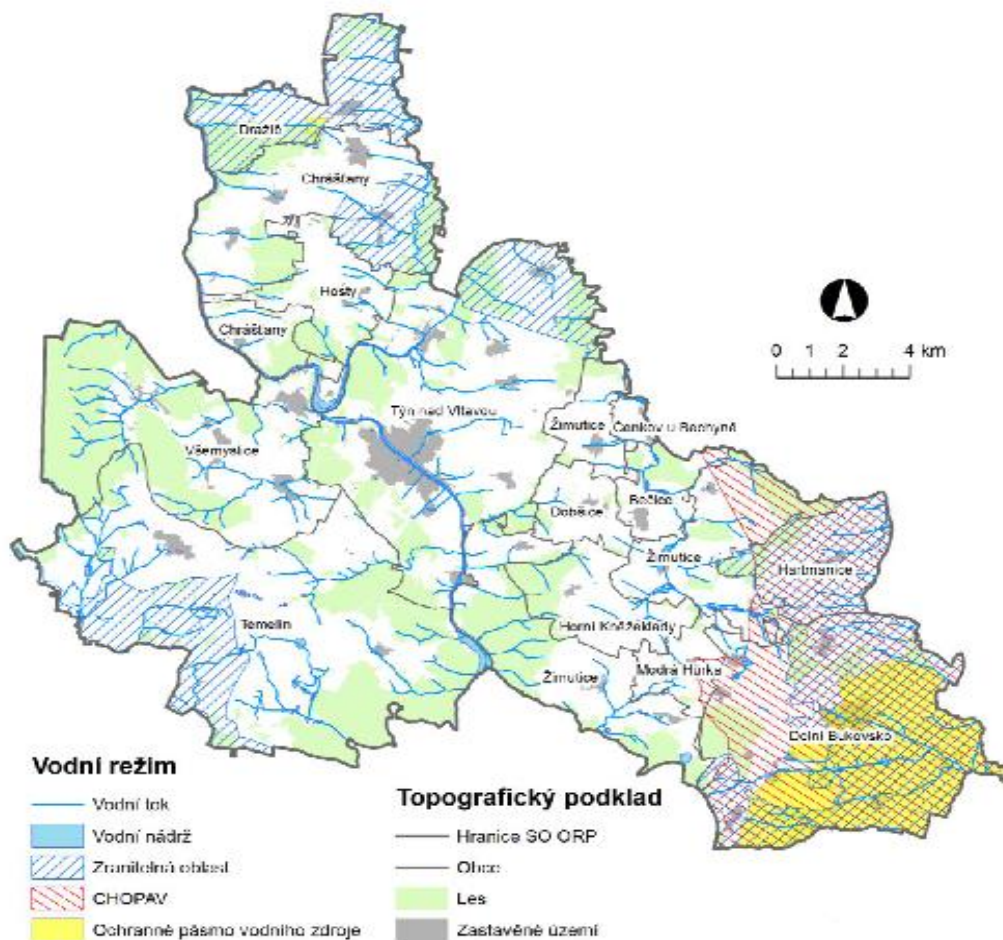 Dražíč
Chrášťany
Hosty
Chrášťany
0 1 2 4 km
Týn nad Vltavou
Žimutice
Čenkov u Bechyně
Všemyslice
Dobšice
Bečice
Žimutice
Hartmanice
Temelín
Horní Kněžeklady
Modrá Hůrka
Žimutice
Dolní Bukovsko
Vodní režim
Vodní tok
Vodní nádrž
Zranitelná oblast
CHOPAV
Ochranné pásmo vodního zdroje
Topografický podklad
Hranice SO ORP
Obce
Les
Zastavěné území